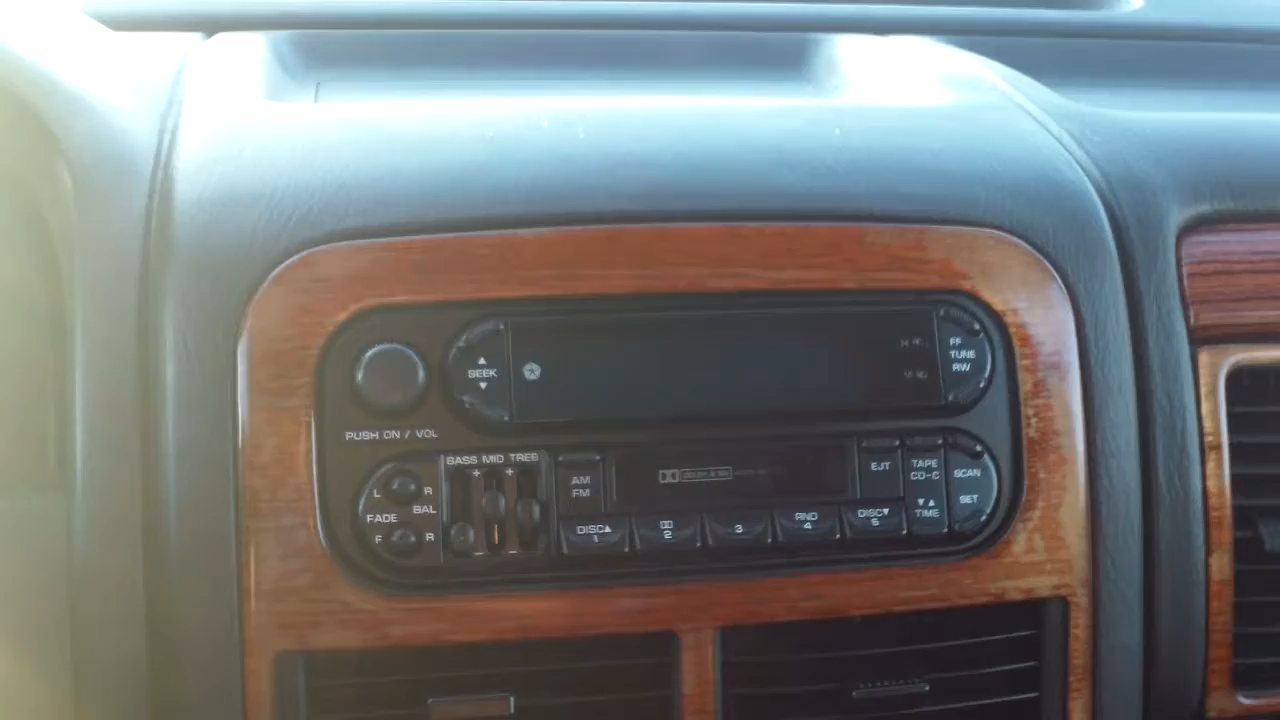 SEEK
FF
TUNE
RW
PUSH ON / VOL
BASS MID TREB
L R
BAL
FADE
F R
AM
FM
EJT
TAPE
CD-C
SCAN
SET
TIME
DISC
1
2
3
RND
4
DISC
5